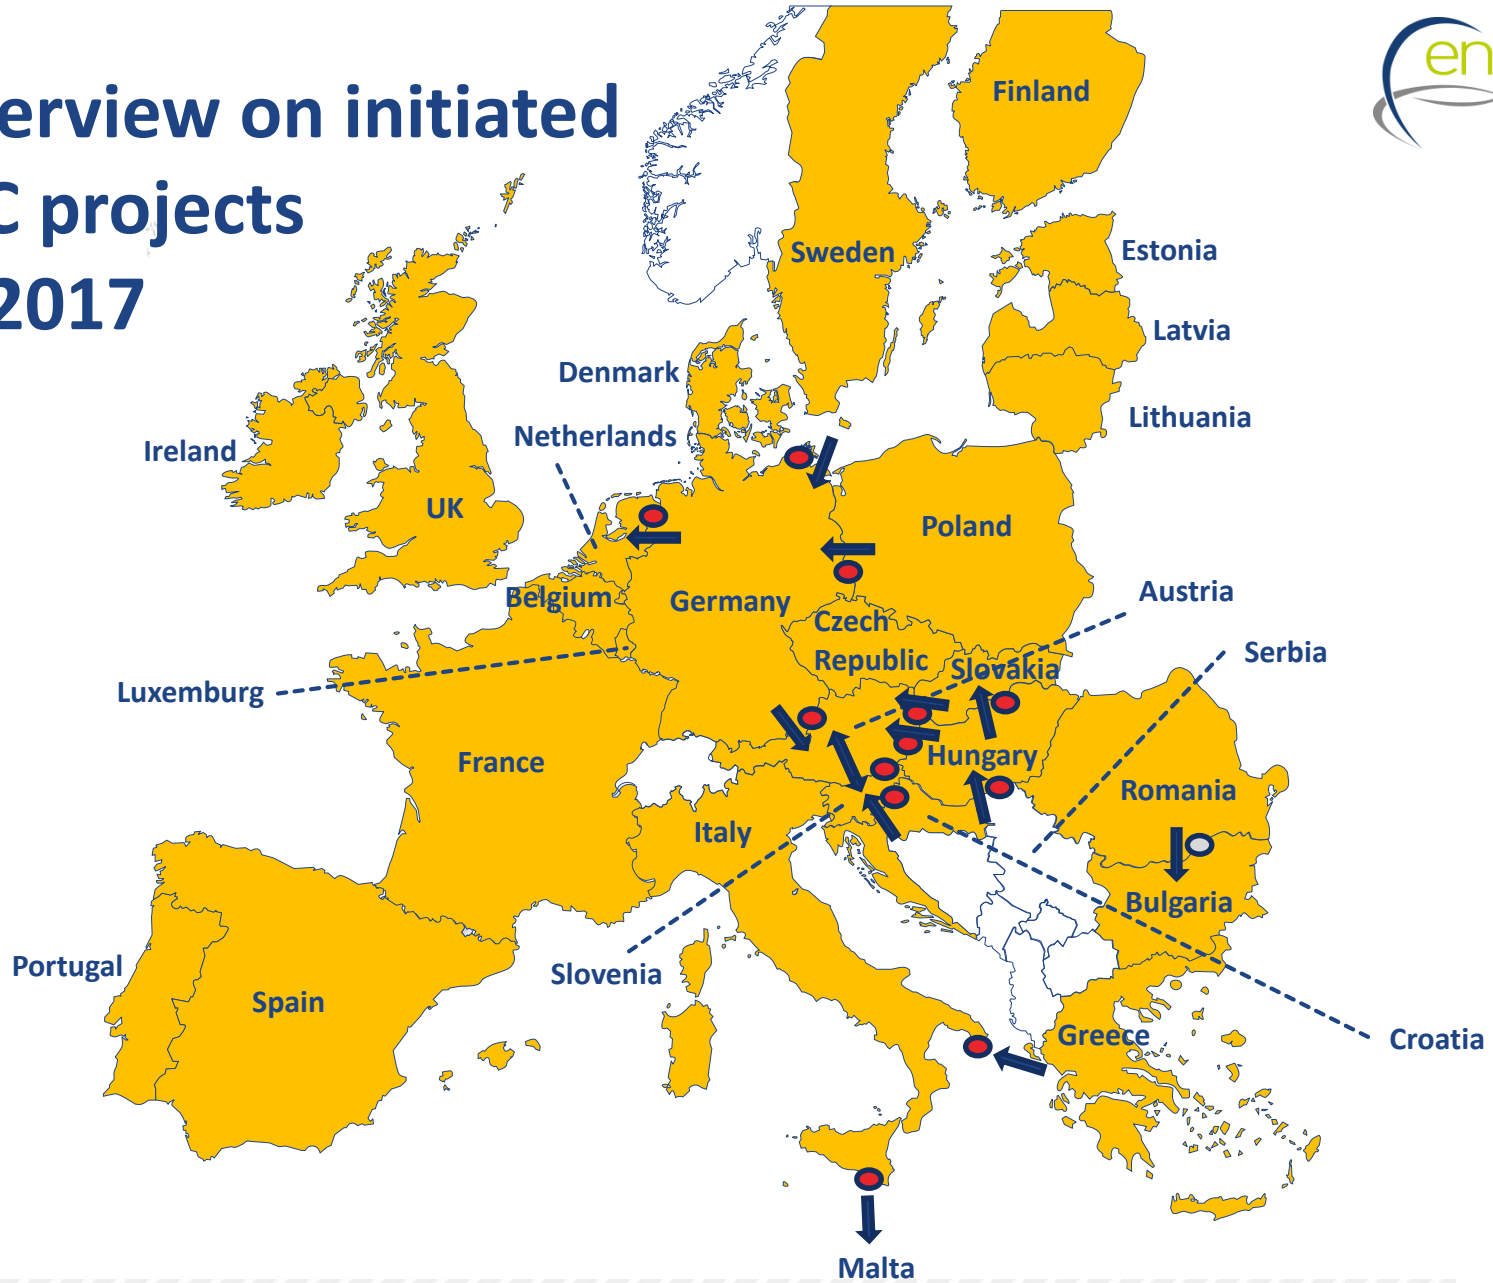 erview on initiated
C projects
2017
en
Finland
Sweden
Estonia
Latvia
Denmark
Lithuania
Netherlands
Ireland
UK
Poland
Belgium
Germany
Austria
Czech
Republic
Serbia
Slovakia
Luxemburg
France
Hungary
Romania
Italy
Bulgaria
Portugal
Slovenia
Spain
Greece
Croatia
Malta